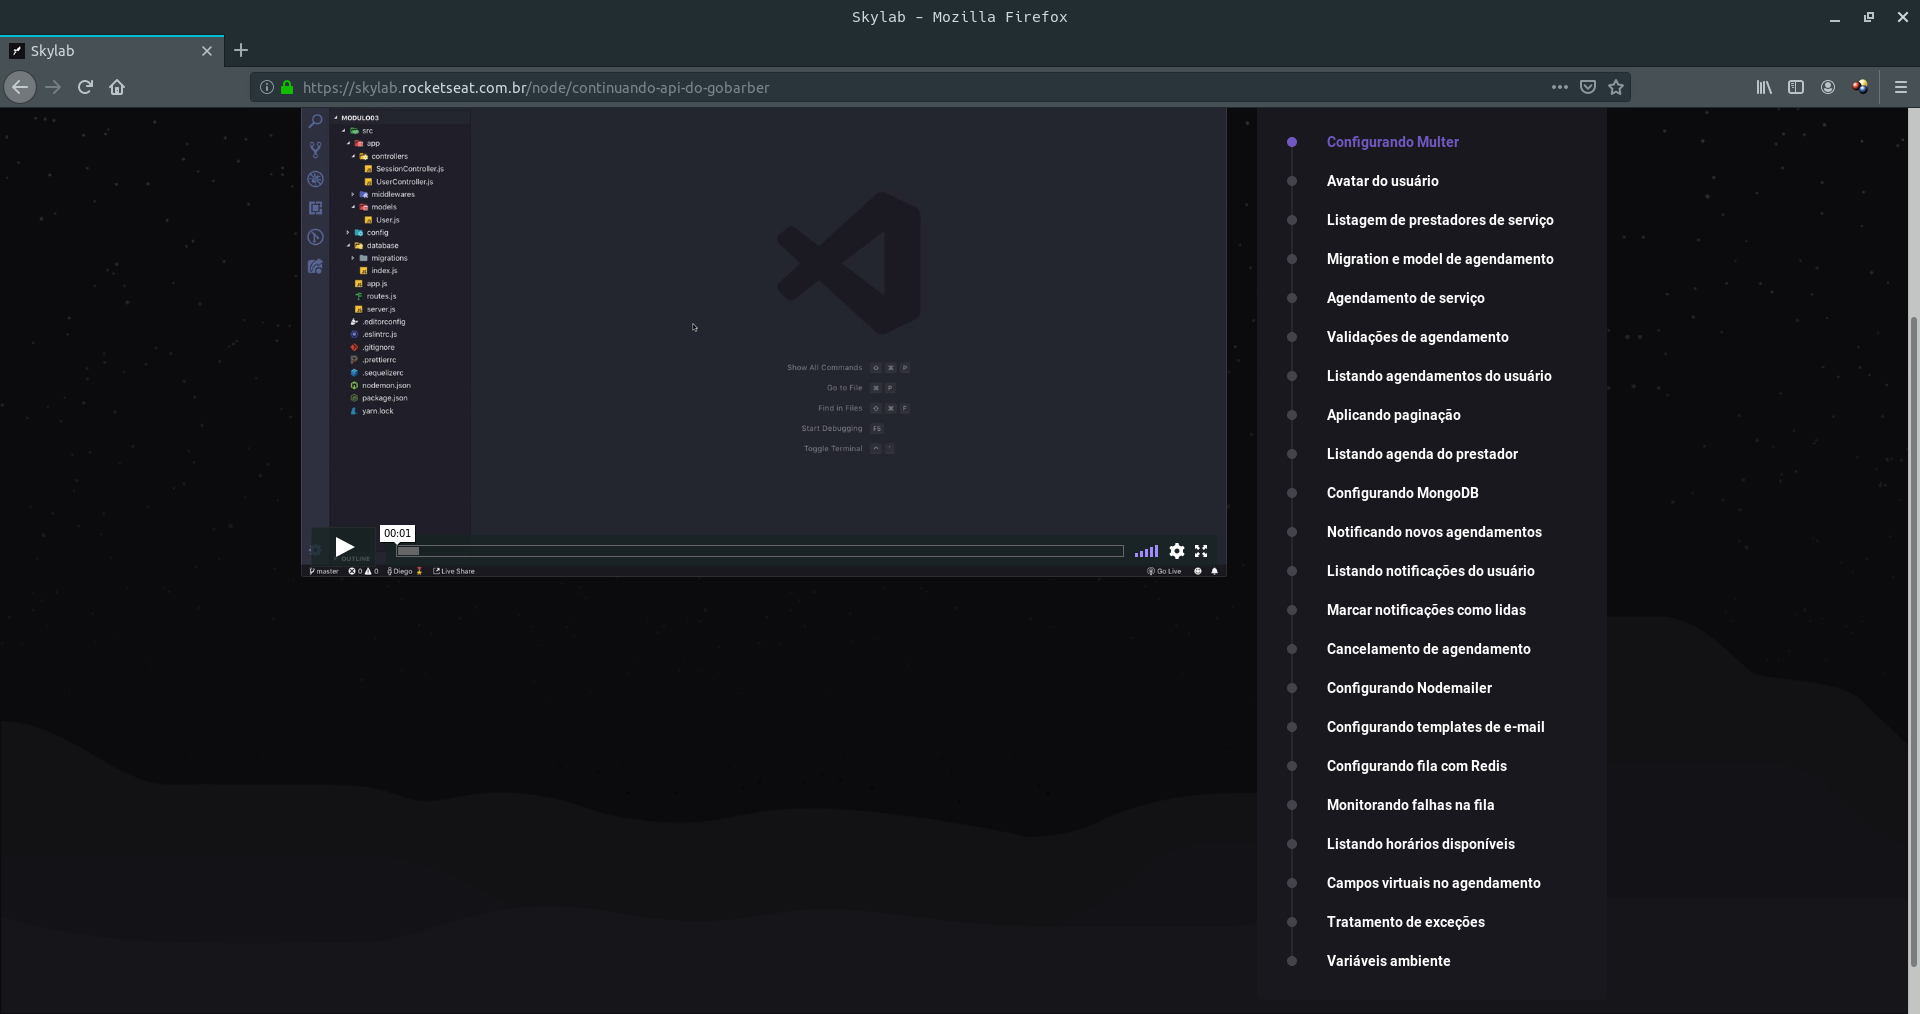 Skylab - Mozilla Firefox
Skylab
https://skylab.rocketseat.com.br/node/continuando-api-do-gobarber
MODULO03
src
app
controllers
SessionController.js
UserController.js
middlewares
models
User.js
config
database
migrations
index.js
app.js
routes.js
server.js
.editorconfig
.eslintrc.js
.gitignore
.prettierrc
.sequelizerc
nodemon.json
package.json
yarn.lock
Show All Commands ⇧ ⌘ P
Go to File ⌘ P
Find in Files ⇧ ⌘ F
Start Debugging F5
Toggle Terminal ^ `
00:01
OUTLINE
master 0 0 Diego Live Share Go Live
Configurando Multer
Avatar do usuário
Listagem de prestadores de serviço
Migration e model de agendamento
Agendamento de serviço
Validações de agendamento
Listando agendamentos do usuário
Aplicando paginação
Listando agenda do prestador
Configurando MongoDB
Notificando novos agendamentos
Listando notificações do usuário
Marcar notificações como lidas
Cancelamento de agendamento
Configurando Nodemailer
Configurando templates de e-mail
Configurando fila com Redis
Monitorando falhas na fila
Listando horários disponíveis
Campos virtuais no agendamento
Tratamento de exceções
Variáveis ambiente